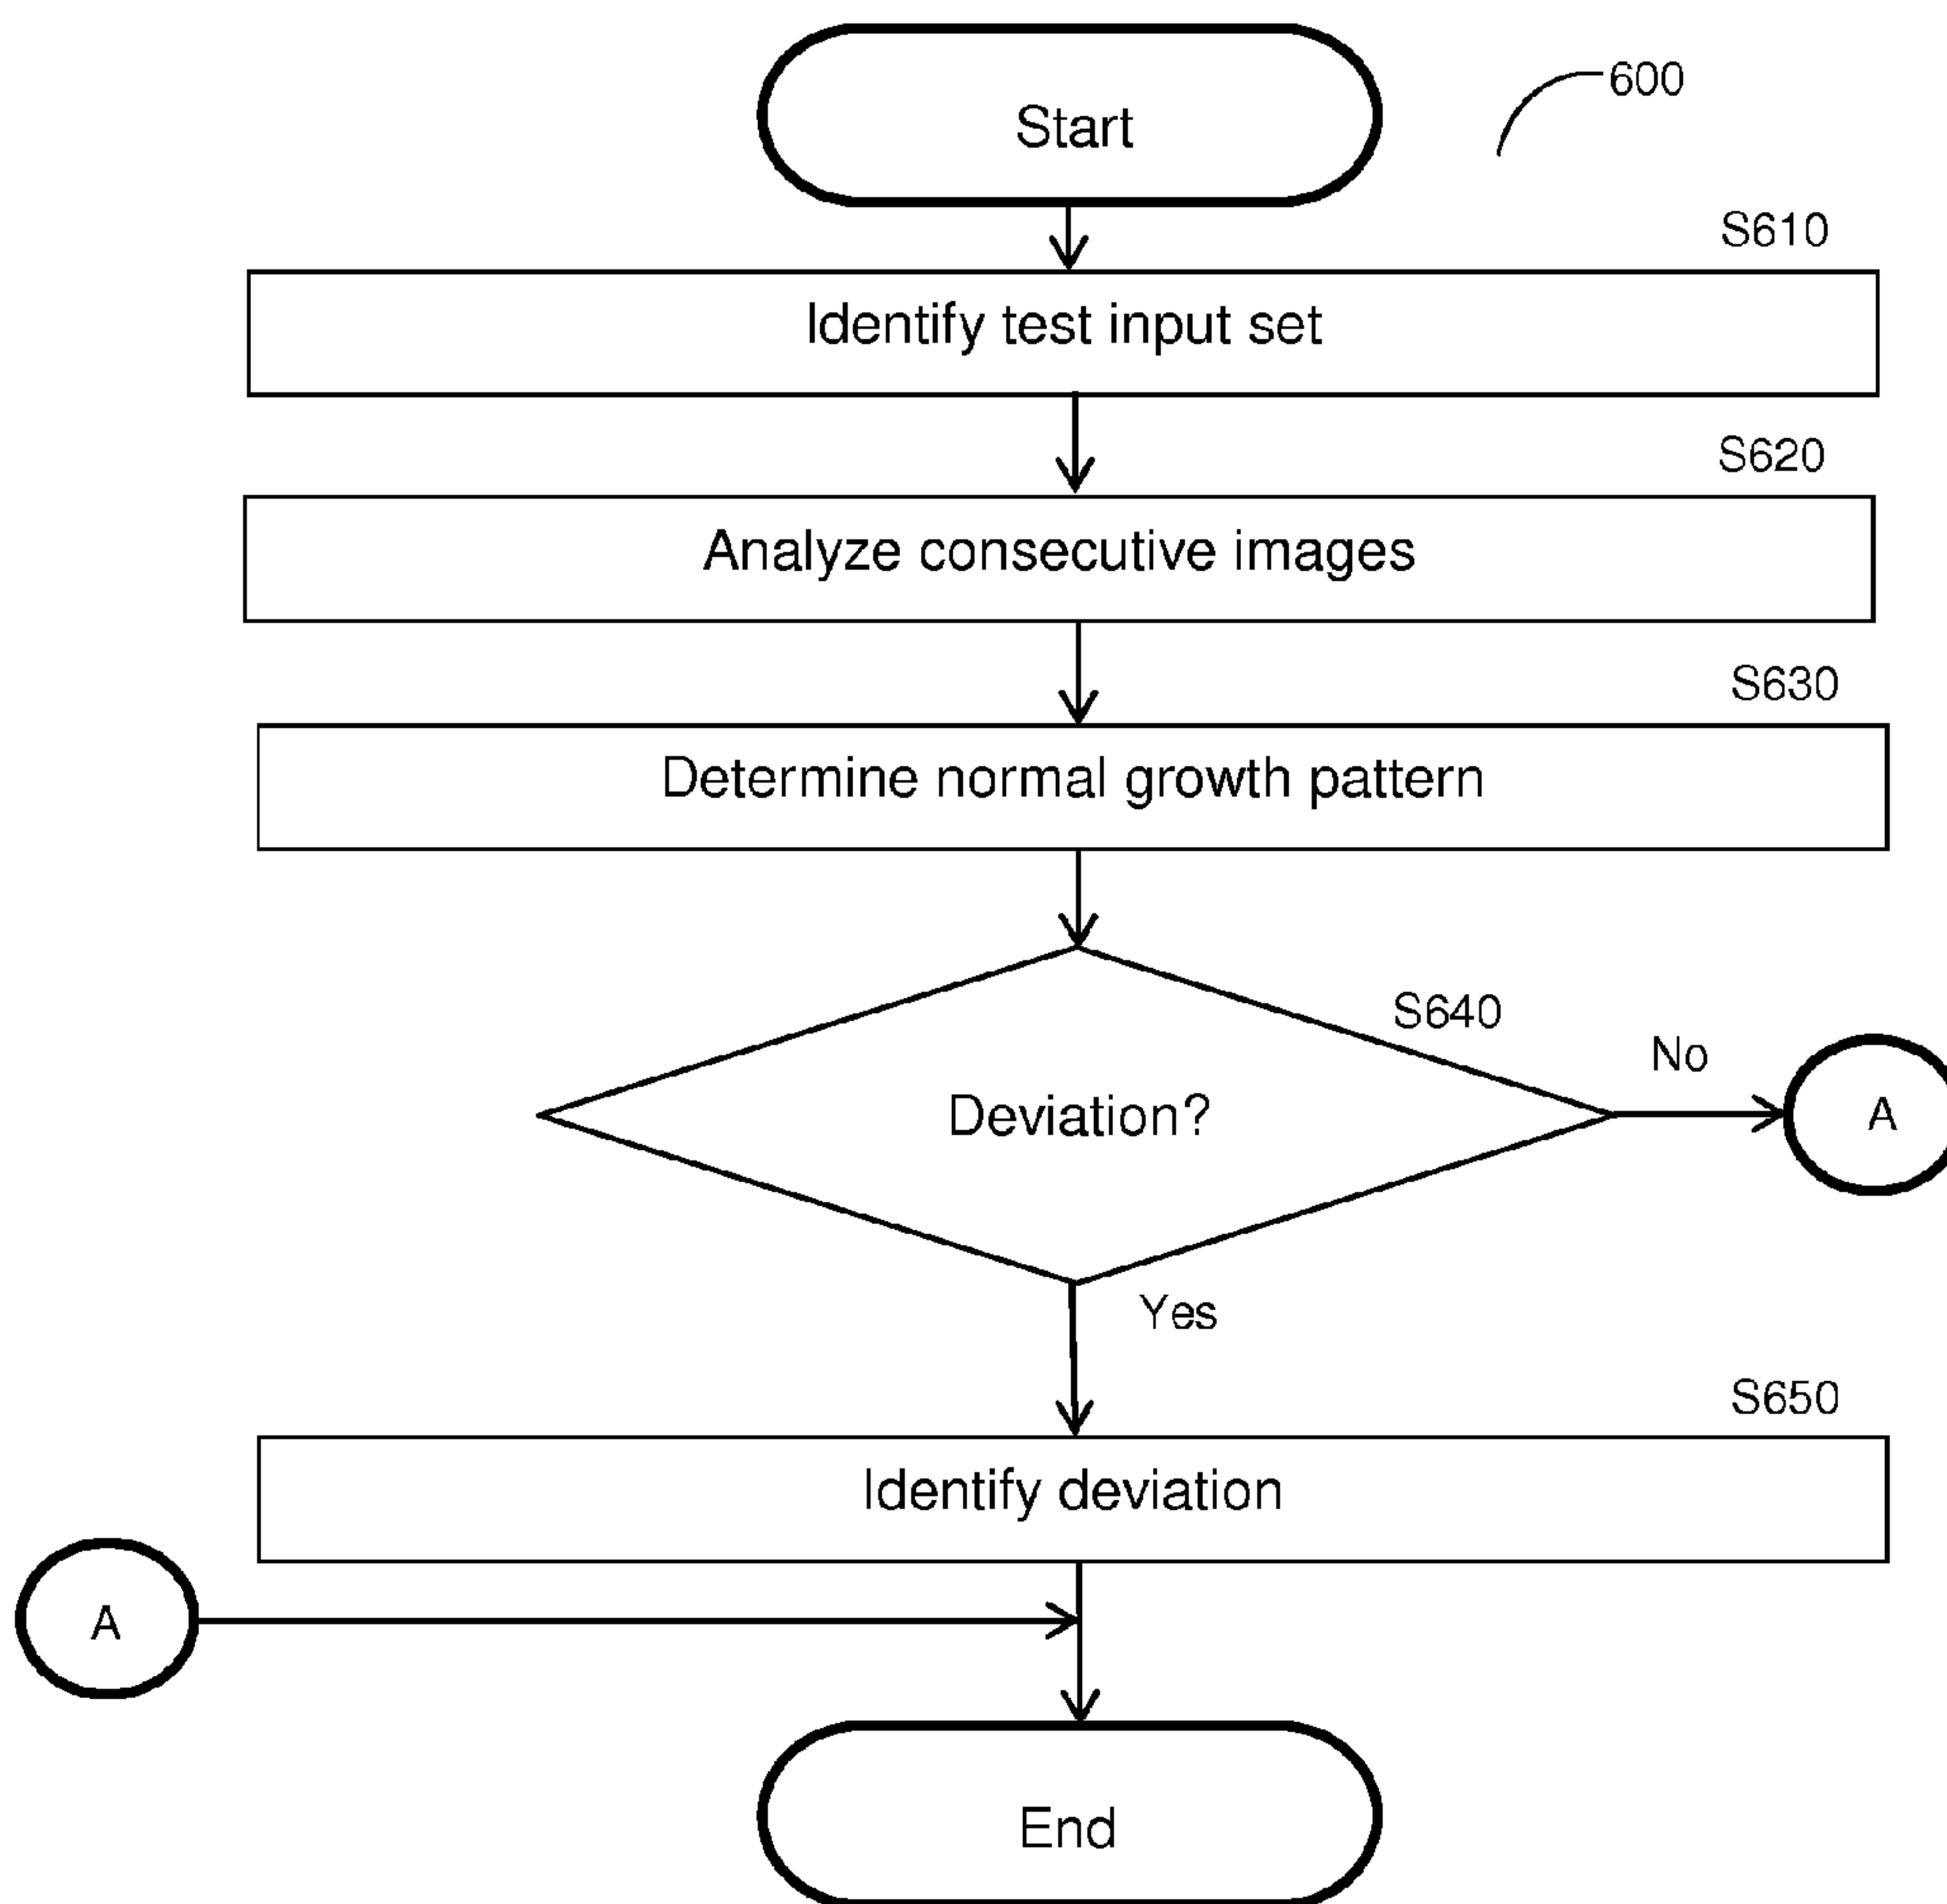 Start
600
S610
Identify test input set
S620
Analyze consecutive images
S630
Determine normal growth pattern
S640
No
Deviation?
A
Yes
S650
Identify deviation
A
End